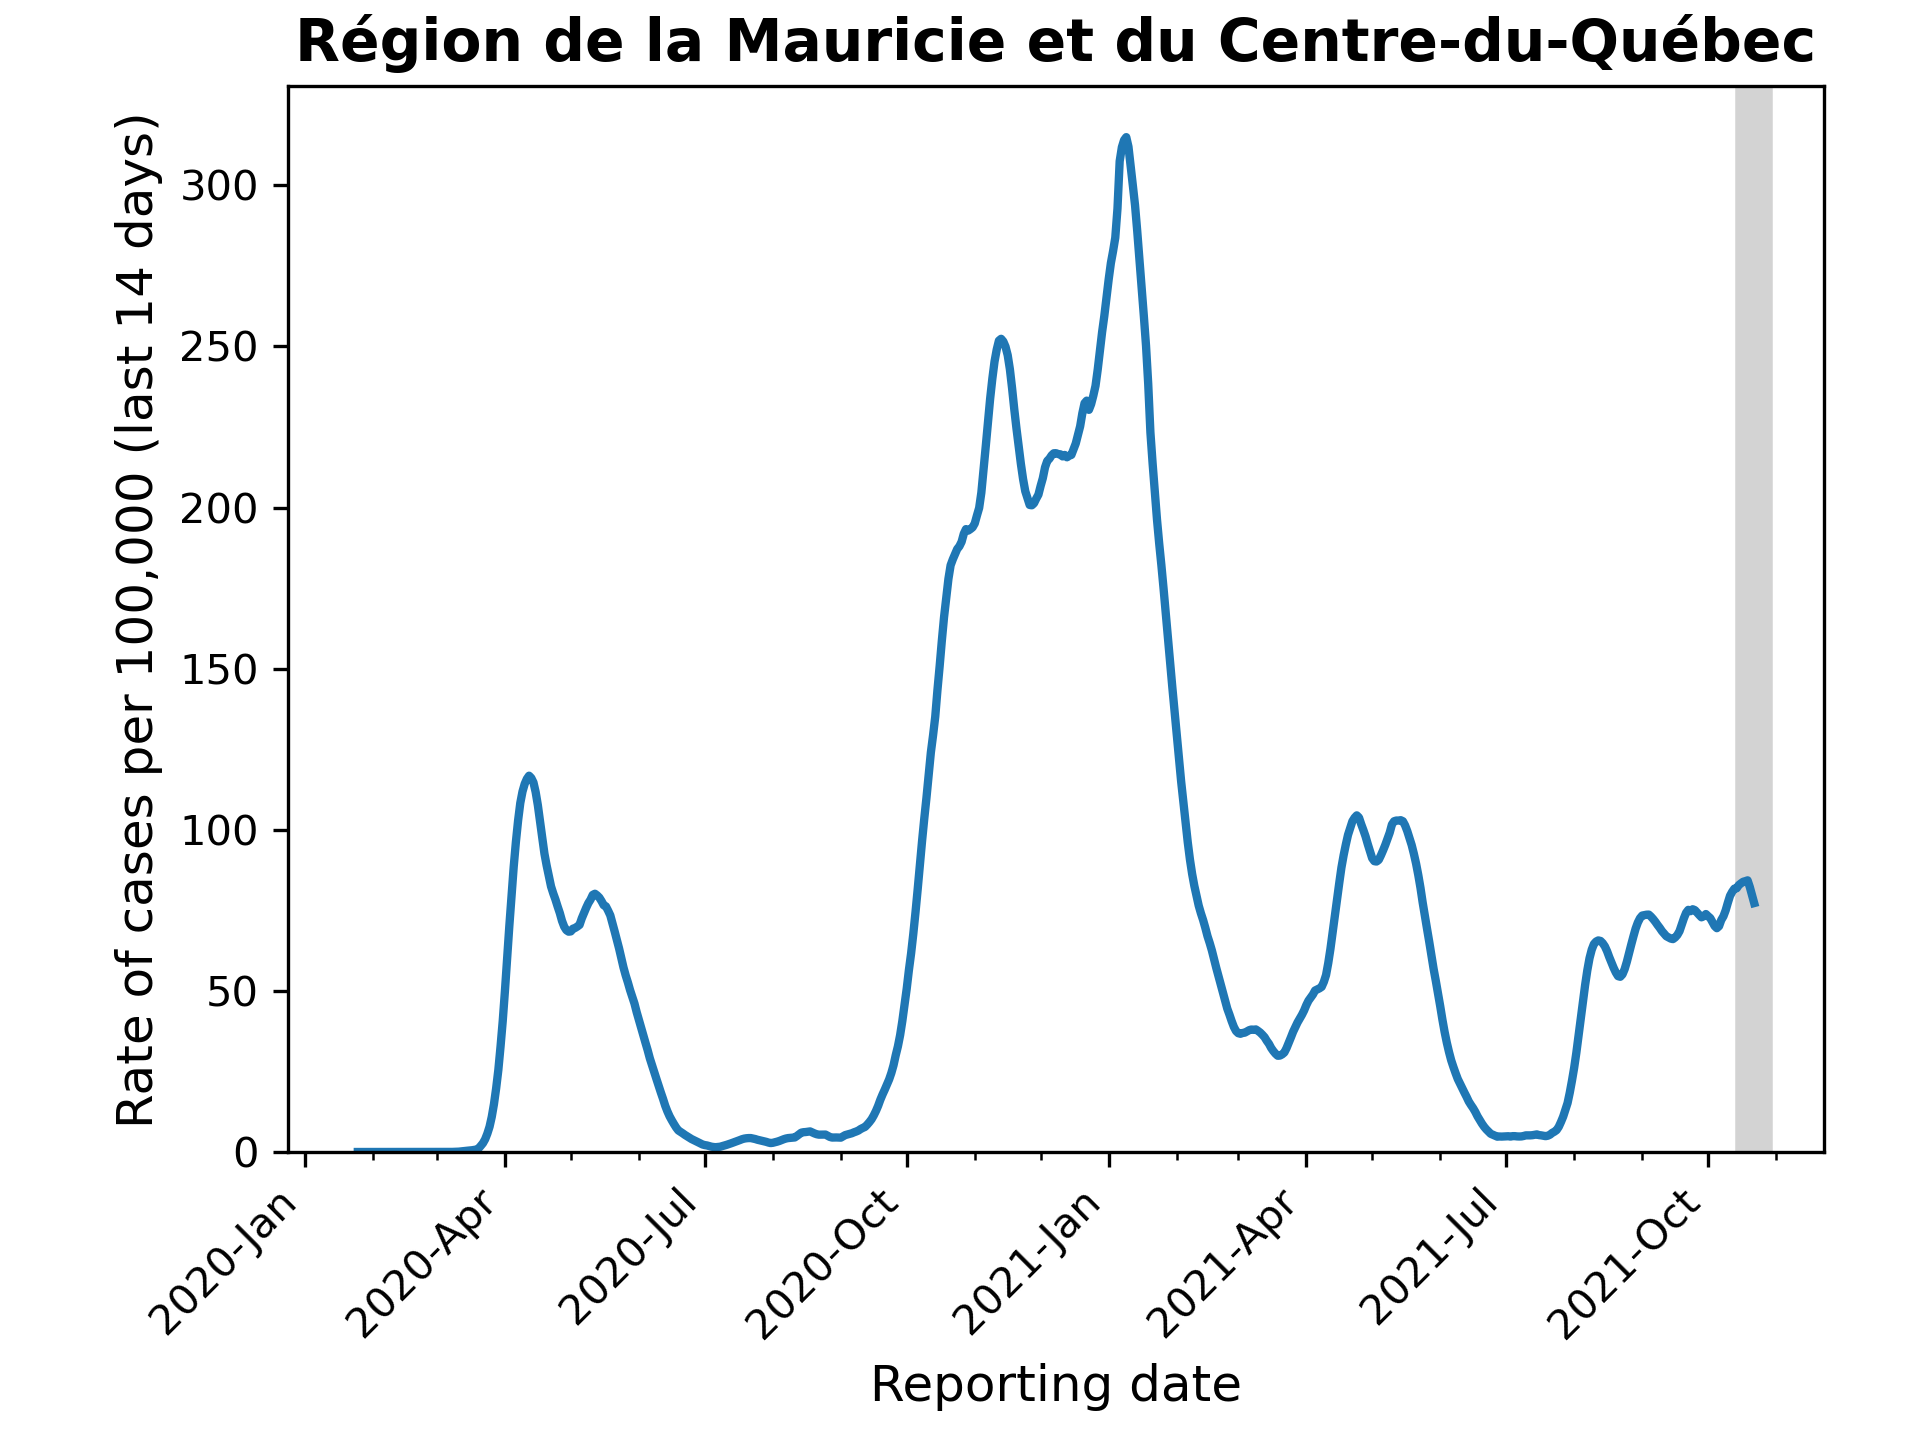 Région de la Mauricie et du Centre-du-Québec
Rate of cases per 100,000 (last 14 days)
300
250
200
150
100
50
0
2020-Jan
2020-Apr
2020-Jul
2020-Oct
2021-Jan
2021-Apr
2021-Jul
2021-Oct
Reporting date